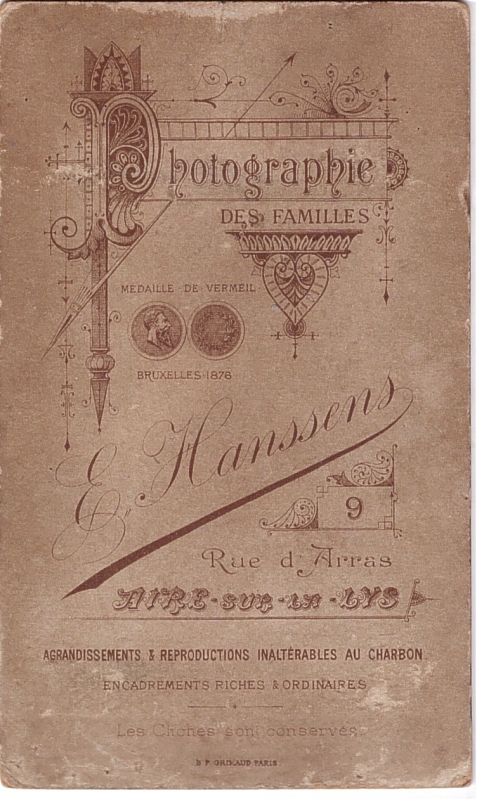 Photographie
DES FAMILLES
MÉDAILLE DE VERMEIL
BRUXELLES 1876
E. Hanssens
9
Rue d'Arras
AIRE-SUR-LA-LYS
AGRANDISSEMENTS & REPRODUCTIONS INALTÉRABLES AU CHARBON.
ENCADREMENTS RICHES & ORDINAIRES
Les Clichés sont conservés
PARIS